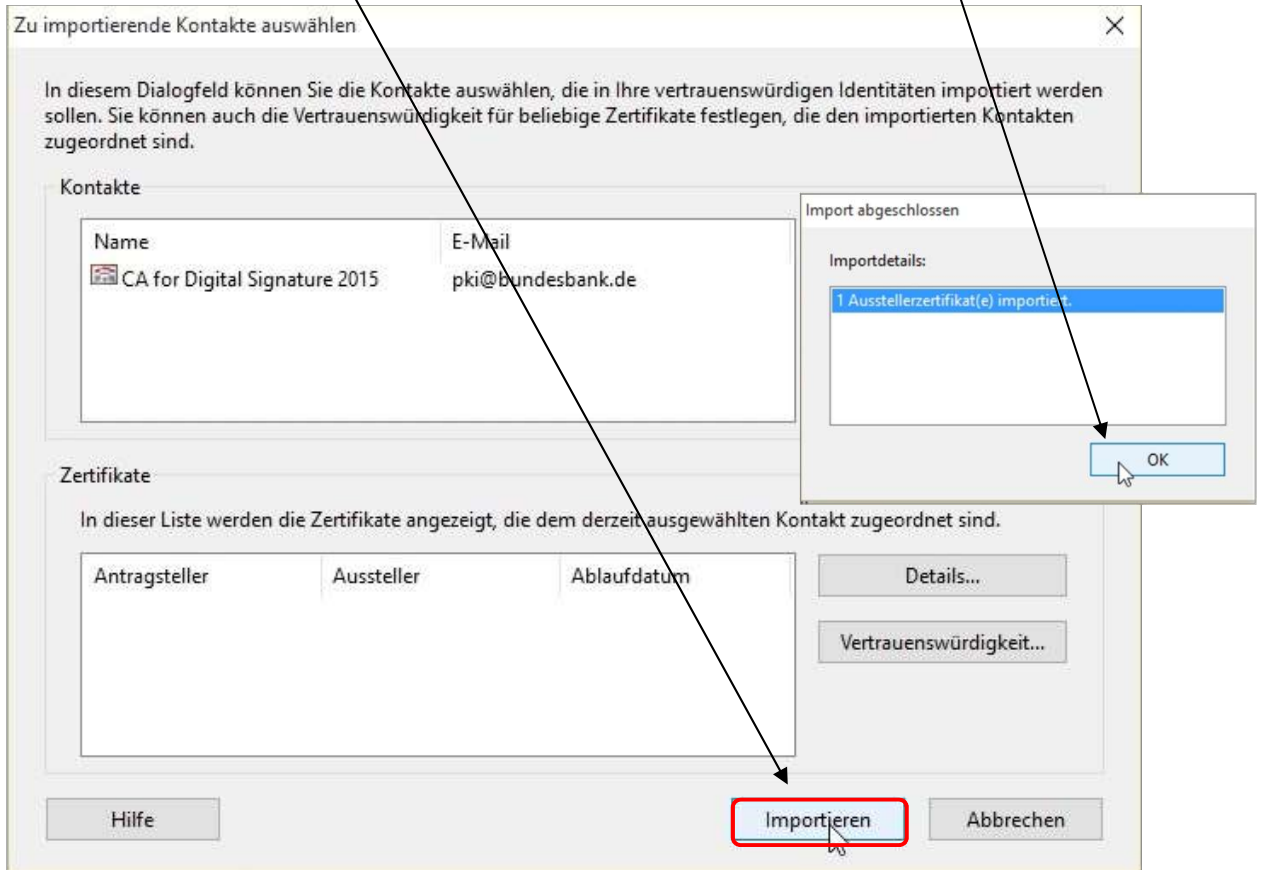 Zu importierende Kontakte auswählen
In diesem Dialogfeld können Sie die Kontakte auswählen, die in Ihre vertrauenswürdigen Identitäten importiert werden
sollen. Sie können auch die Vertrauenswürdigkeit für beliebige Zertifikate festlegen, die den importierten Kontakten
zugeordnet sind.
Kontakte
Name E-Mail
CA for Digital Signature 2015 pki@bundesbank.de
Import abgeschlossen
Importdetails:
1 Ausstellerzertifikat(e) importiert.
OK
Zertifikate
In dieser Liste werden die Zertifikate angezeigt, die dem derzeit ausgewählten Kontakt zugeordnet sind.
Antragsteller Aussteller Ablaufdatum
Details...
Vertrauenswürdigkeit...
Hilfe Importieren Abbrechen